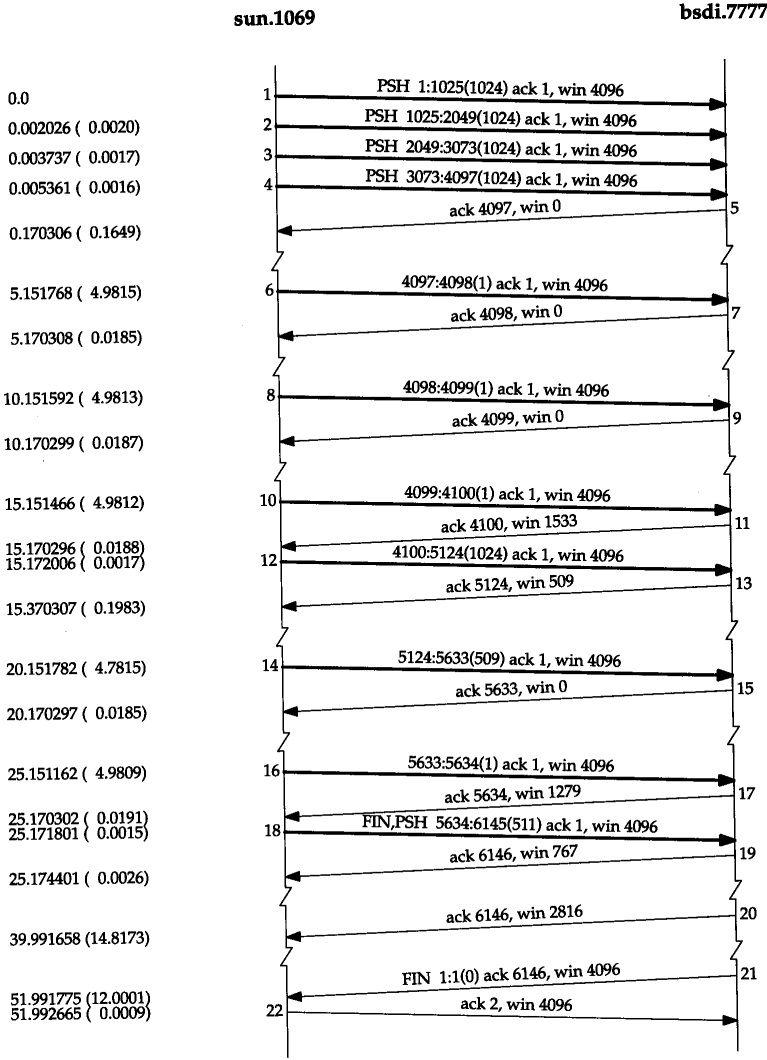 sun.1069 bsdi.7777
0.0 1 PSH 1:1025(1024) ack 1, win 4096
0.002026 ( 0.0020) 2 PSH 1025:2049(1024) ack 1, win 4096
0.003737 ( 0.0017) 3 PSH 2049:3073(1024) ack 1, win 4096
0.005361 ( 0.0016) 4 PSH 3073:4097(1024) ack 1, win 4096
ack 4097, win 0 5
0.170306 ( 0.1649)
5.151768 ( 4.9815) 6 4097:4098(1) ack 1, win 4096
ack 4098, win 0 7
5.170308 ( 0.0185)
10.151592 ( 4.9813) 8 4098:4099(1) ack 1, win 4096
ack 4099, win 0 9
10.170299 ( 0.0187)
15.151466 ( 4.9812) 10 4099:4100(1) ack 1, win 4096
ack 4100, win 1533 11
15.170296 ( 0.0188)
15.172006 ( 0.0017) 12 4100:5124(1024) ack 1, win 4096
ack 5124, win 509 13
15.370307 ( 0.1983)
20.151782 ( 4.7815) 14 5124:5633(509) ack 1, win 4096
ack 5633, win 0 15
20.170297 ( 0.0185)
25.151162 ( 4.9809) 16 5633:5634(1) ack 1, win 4096
ack 5634, win 1279 17
25.170302 ( 0.0191)
25.171801 ( 0.0015) 18 FIN,PSH 5634:6145(511) ack 1, win 4096
ack 6146, win 767 19
25.174401 ( 0.0026)
ack 6146, win 2816 20
39.991658 (14.8173)
FIN 1:1(0) ack 6146, win 4096 21
51.991775 (12.0001)
51.992665 ( 0.0009) 22 ack 2, win 4096